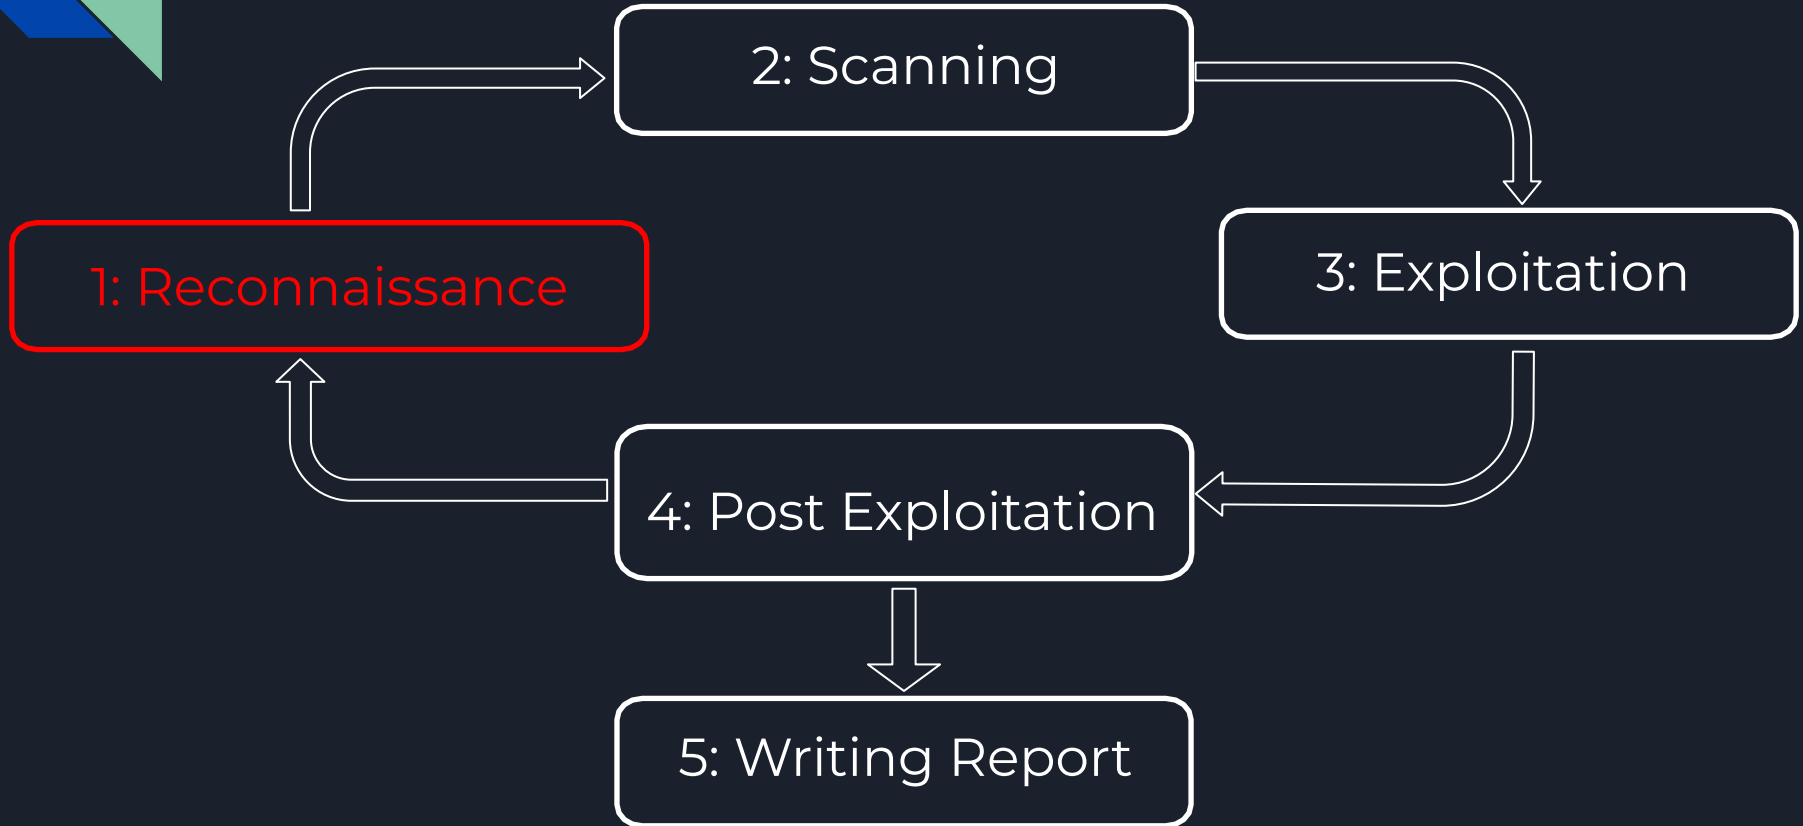 2: Scanning
1: Reconnaissance
3: Exploitation
4: Post Exploitation
5: Writing Report